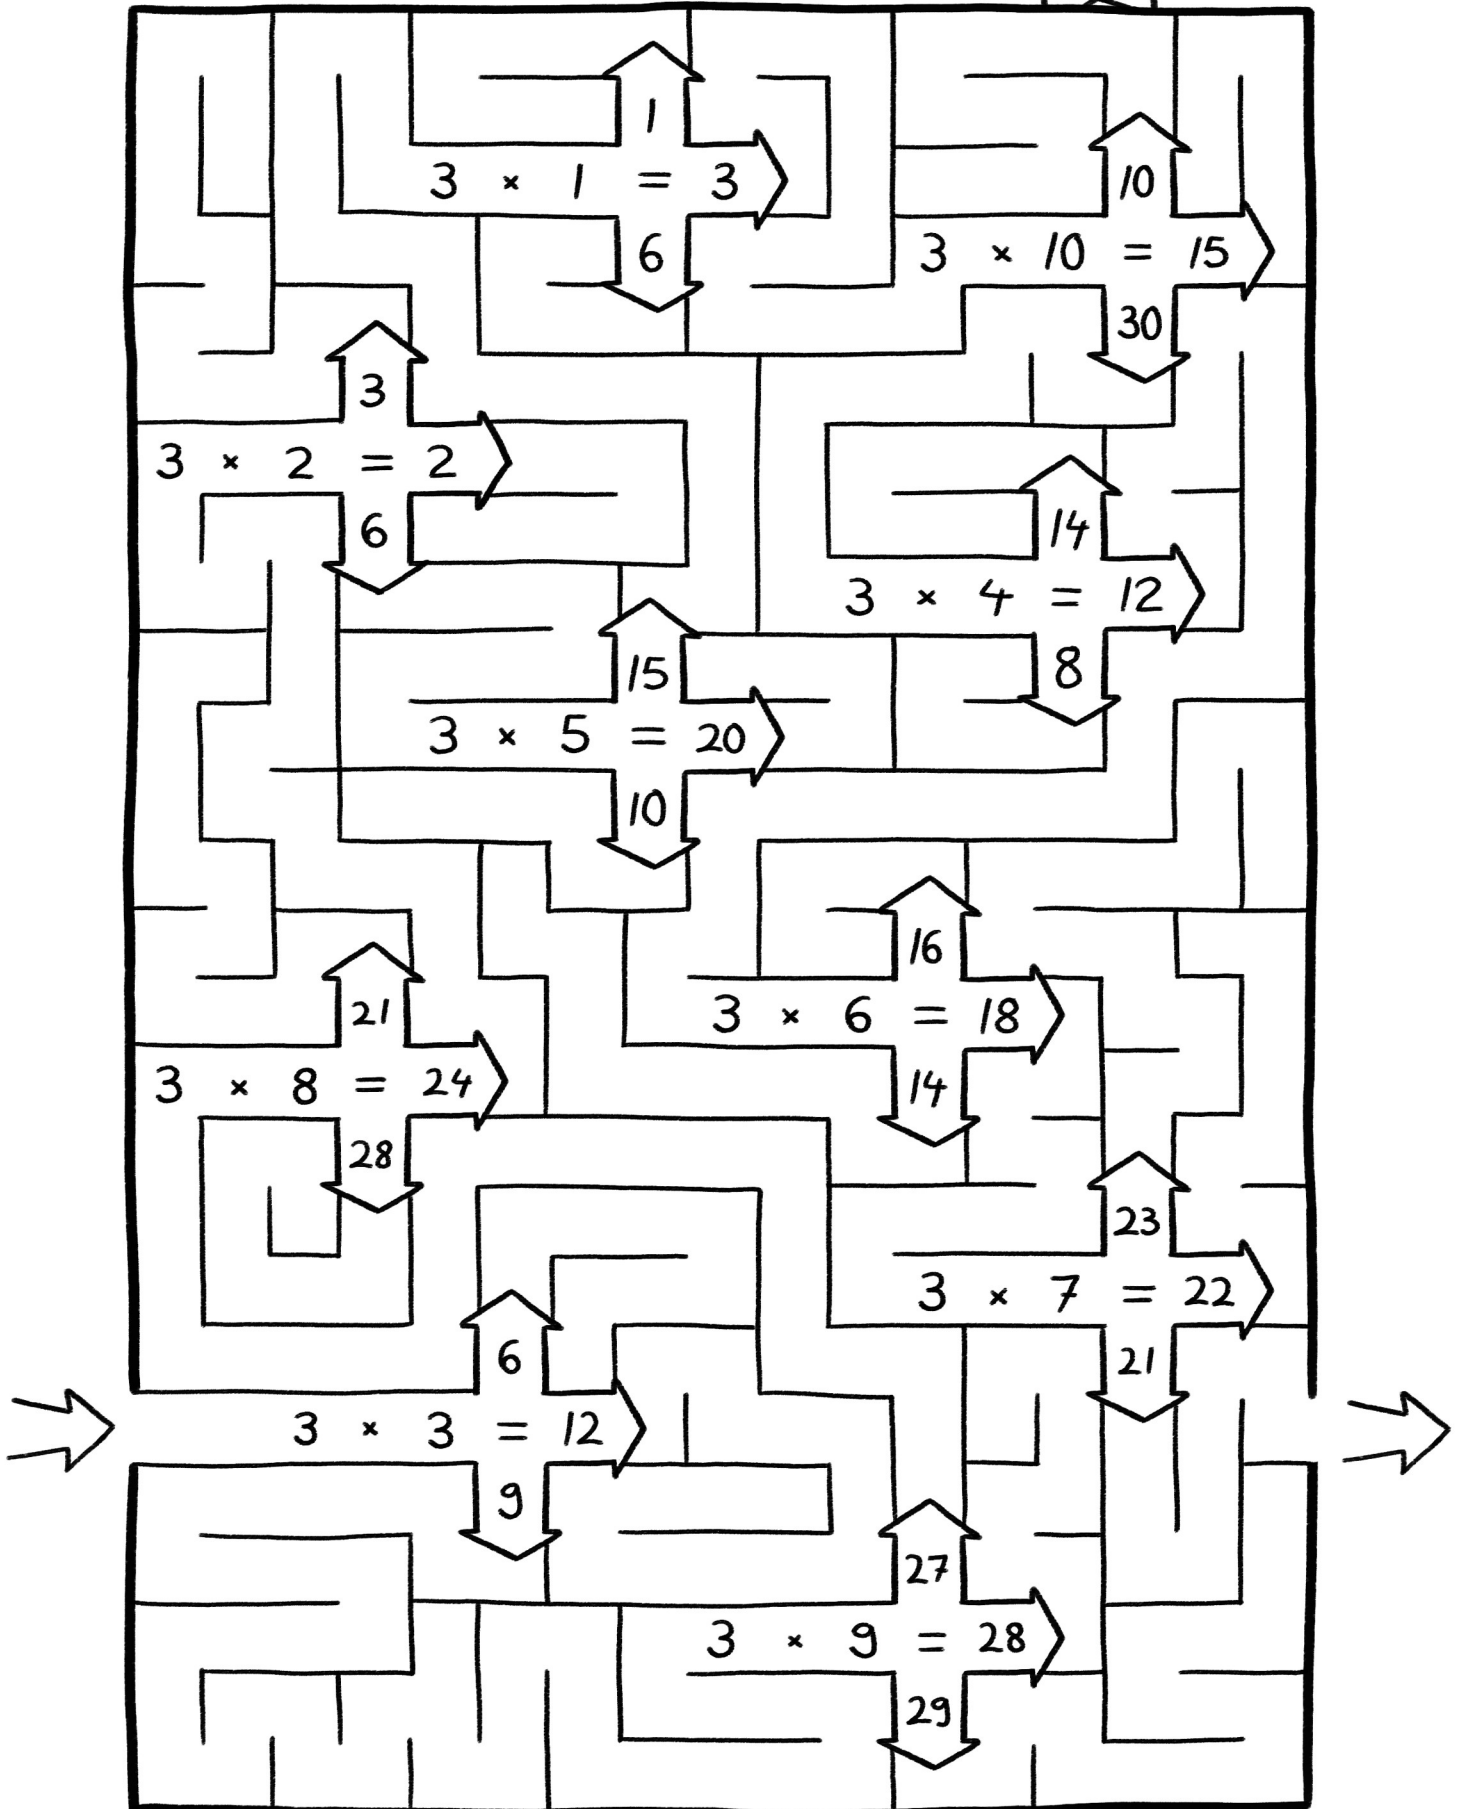 1
3 × 1 = 3
10
6
3 × 10 = 15
30
3
3 × 2 = 2
6
14
3 × 4 = 12
15
8
3 × 5 = 20
10
16
21
3 × 6 = 18
3 × 8 = 24
14
28
23
3 × 7 = 22
6
21
3 × 3 = 12
9
27
3 × 9 = 28
29